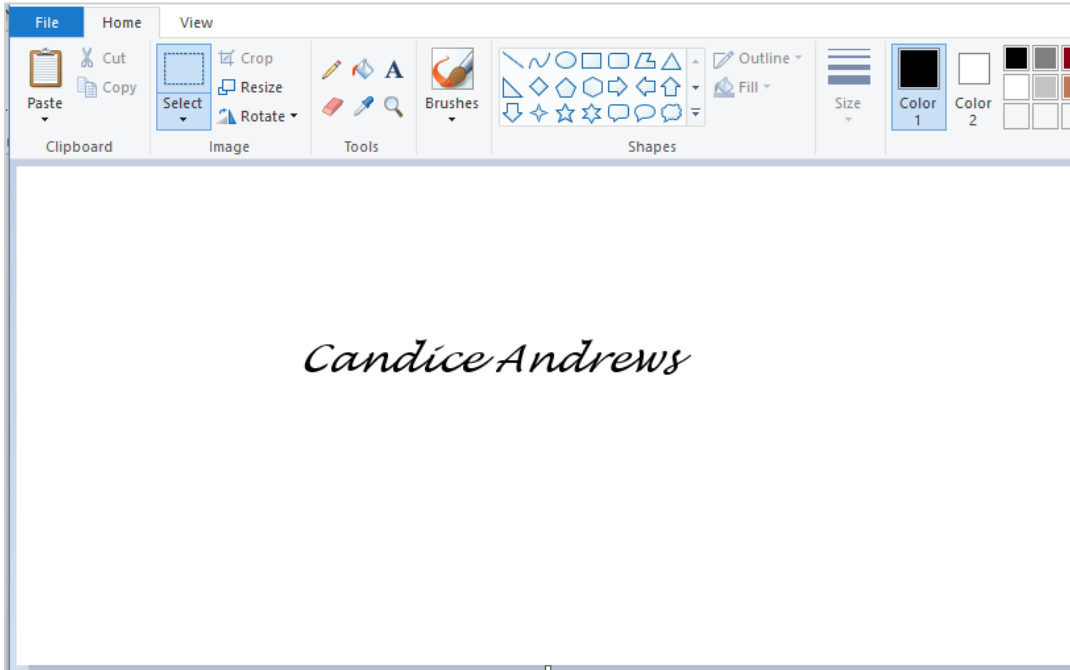 File Home View
Paste Cut Copy Select Crop Resize Rotate A Brushes Outline Fill Size Color 1 Color 2
Clipboard Image Tools Shapes
Candice Andrews